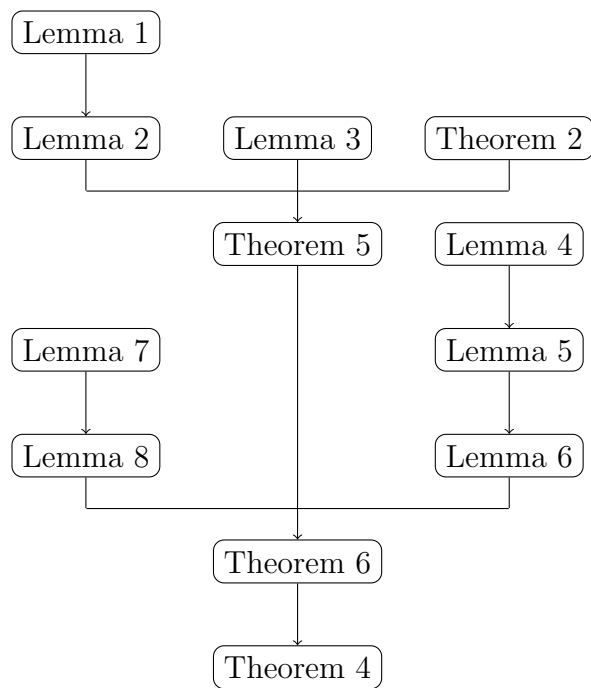 Lemma 1
Lemma 2
Lemma 3
Theorem 2
Theorem 5
Lemma 4
Lemma 7
Lemma 5
Lemma 8
Lemma 6
Theorem 6
Theorem 4